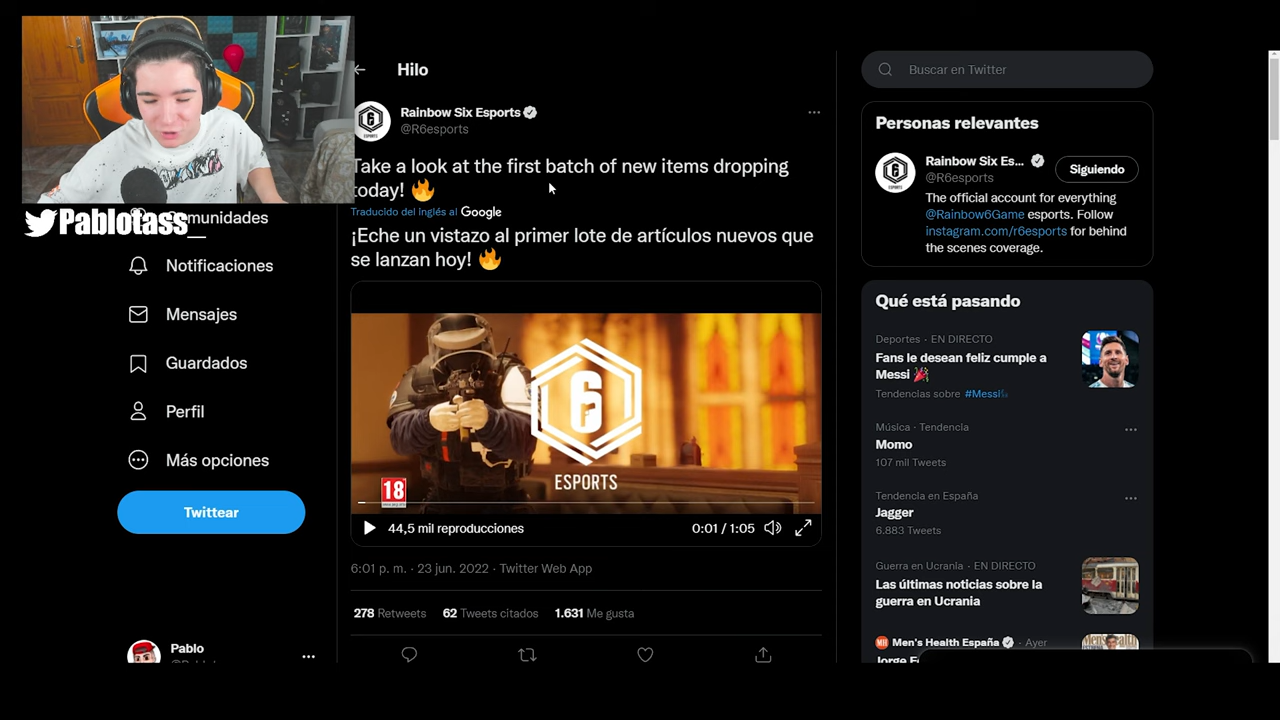 Pablotass__
Comunidades
Notificaciones
Mensajes
Guardados
Perfil
Más opciones
Twittear
Pablo
Hilo
Rainbow Six Esports
@R6esports
Take a look at the first batch of new items dropping
today! 🔥
Traducido del inglés al Google
¡Eche un vistazo al primer lote de artículos nuevos que
se lanzan hoy! 🔥
6
ESPORTS
18
44,5 mil reproducciones
0:01 / 1:05
6:01 p. m. · 23 jun. 2022 · Twitter Web App
278 Retweets 62 Tweets citados 1.631 Me gusta
Buscar en Twitter
Personas relevantes
Rainbow Six Es...
@R6esports
Siguiendo
The official account for everything
@Rainbow6Game esports. Follow
instagram.com/r6esports for behind
the scenes coverage.
Qué está pasando
Deportes · EN DIRECTO
Fans le desean feliz cumple a
Messi 🎉
Tendencias sobre #Messi
Música · Tendencia
Momo
107 mil Tweets
Tendencia en España
Jagger
6.883 Tweets
Guerra en Ucrania · EN DIRECTO
Las últimas noticias sobre la
guerra en Ucrania
Men's Health España · Ayer